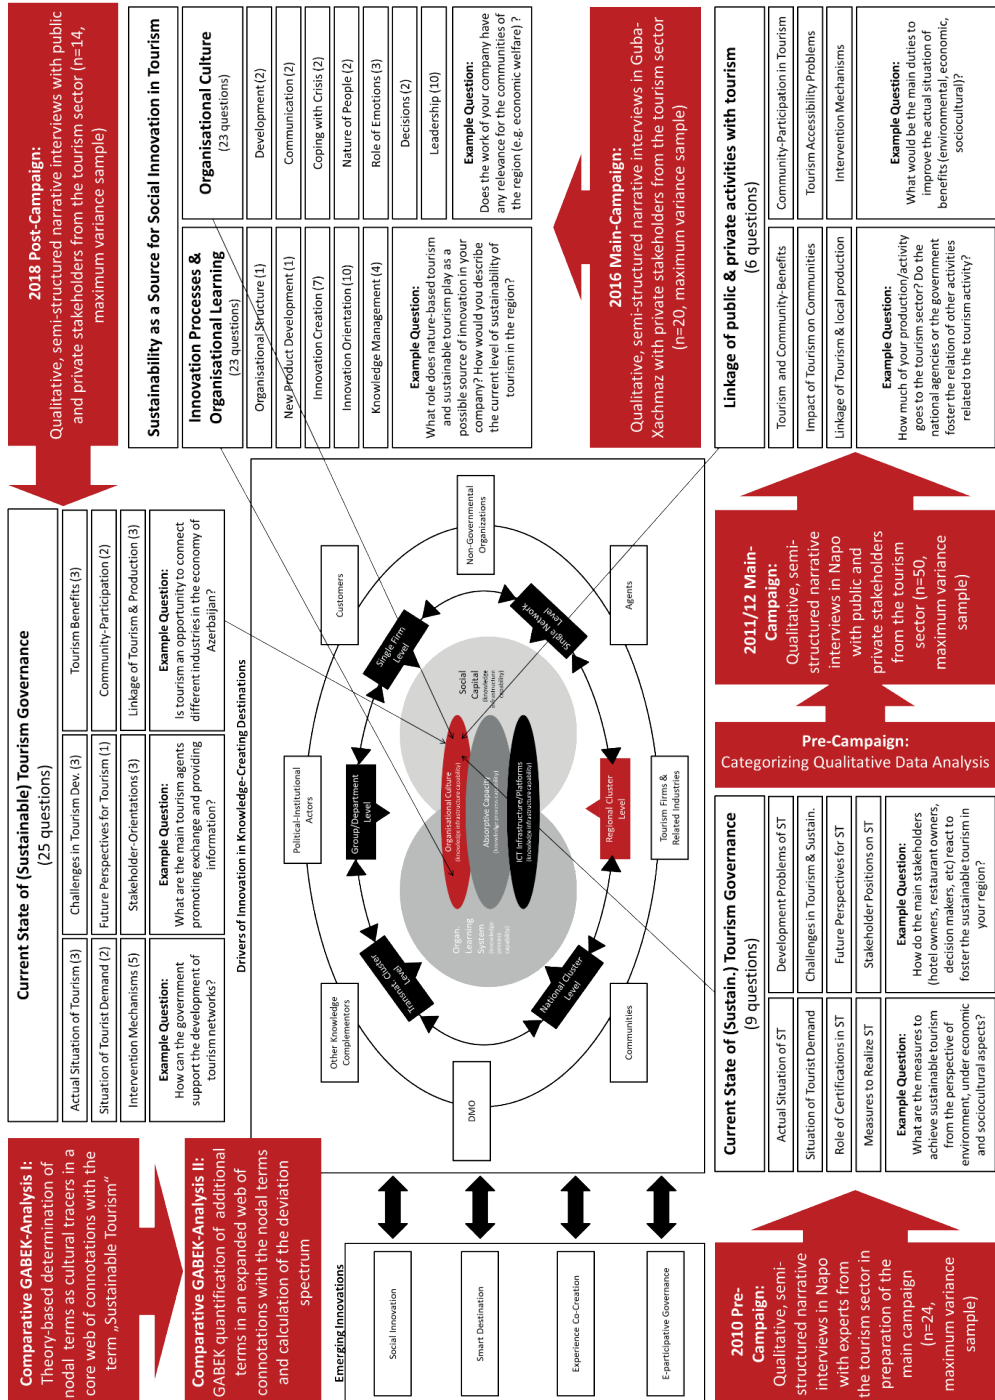 Comparative GABEK-Analysis I:
Theory-based determination of
nodal terms as cultural tracers in a
core web of connotations with the
term „Sustainable Tourism“
Comparative GABEK-Analysis II:
GABEK quantification of additional
terms in an expanded web of
connotations with the nodal terms
and calculation of the deviation
spectrum
Current State of (Sustainable) Tourism Governance
(25 questions)
Actual Situation of Tourism (3)
Challenges in Tourism Dev. (3)
Tourism Benefits (3)
Situation of Tourist Demand (2)
Future Perspectives for Tourism (1)
Community-Participation (2)
Intervention Mechanisms (5)
Stakeholder-Orientations (3)
Linkage of Tourism & Production (3)
Example Question:
How can the government
support the development of
tourism networks?
Example Question:
What are the main tourism agents
promoting exchange and providing
information?
Example Question:
Is tourism an opportunity to connect
different industries in the economy of
Azerbaijan?
2018 Post-Campaign:
Qualitative, semi-structured narrative interviews with public
and private stakeholders from the tourism sector (n=14,
maximum variance sample)
Sustainability as a Source for Social Innovation in Tourism
Innovation Processes &
Organisational Learning
(23 questions)
Organisational Structure (1)
New Product Development (1)
Innovation Creation (7)
Innovation Orientation (10)
Knowledge Management (4)
Example Question:
What role does nature-based tourism
and sustainable tourism play as a
possible source of innovation in your
company? How would you describe
the current level of sustainability of
tourism in the region?
Organisational Culture
(23 questions)
Development (2)
Communication (2)
Coping with Crisis (2)
Nature of People (2)
Role of Emotions (3)
Decisions (2)
Leadership (10)
Example Question:
Does the work of your company have
any relevance for the communities of
the region (e.g. economic welfare) ?
2016 Main-Campaign:
Qualitative, semi-structured narrative interviews in Guba-
Xachmaz with private stakeholders from the tourism sector
(n=20, maximum variance sample)
Drivers of Innovation in Knowledge-Creating Destinations
DMO
Other Knowledge
Complementors
Political-Institutional
Actors
Customers
Non-Governmental
Organizations
Agents
Tourism Firms &
Related Industries
Communities
Transnat. Cluster
Level
Group/Department
Level
Single Firm
Level
Single Network
Level
Regional Cluster
Level
National Cluster
Level
Organ.
Learning
System
(knowledge
process
capability)
Organisational Culture
(knowledge infrastructure capability)
Absorptive Capacity
(knowledge process capability)
ICT Infrastructure/Platforms
(knowledge infrastructure capability)
Social
Capital
(knowledge
infrastructure
capability)
Emerging Innovations
Social Innovation
Smart Destination
Experience Co-Creation
E-participative Governance
2010 Pre-
Campaign:
Qualitative, semi-
structured narrative
interviews in Napo
with experts from
the tourism sector in
preparation of the
main campaign
(n=24,
maximum variance
sample)
Current State of (Sustain.) Tourism Governance
(9 questions)
Actual Situation of ST
Development Problems of ST
Situation of Tourist Demand
Challenges in Tourism & Sustain.
Role of Certifications in ST
Future Perspectives for ST
Measures to Realize ST
Stakeholder Positions on ST
Example Question:
What are the measures to
achieve sustainable tourism
from the perspective of
environment, under economic
and sociocultural aspects?
Example Question:
How do the main stakeholders
(hotel owners, restaurant owners,
decision makers, etc) react to
foster the sustainable tourism in
your region?
Pre-Campaign:
Categorizing Qualitative Data Analysis
2011/12 Main-
Campaign:
Qualitative, semi-
structured narrative
interviews in Napo
with public and
private stakeholders
from the tourism
sector (n=50,
maximum variance
sample)
Linkage of public & private activities with tourism
(6 questions)
Tourism and Community-Benefits
Community-Participation in Tourism
Impact of Tourism on Communities
Tourism Accessibility Problems
Linkage of Tourism & local production
Intervention Mechanisms
Example Question:
How much of your production/activity
goes to the tourism sector? Do the
national agencies or the government
foster the relation of other activities
related to the tourism activity?
Example Question:
What would be the main duties to
improve the actual situation of
benefits (environmental, economic,
sociocultural)?